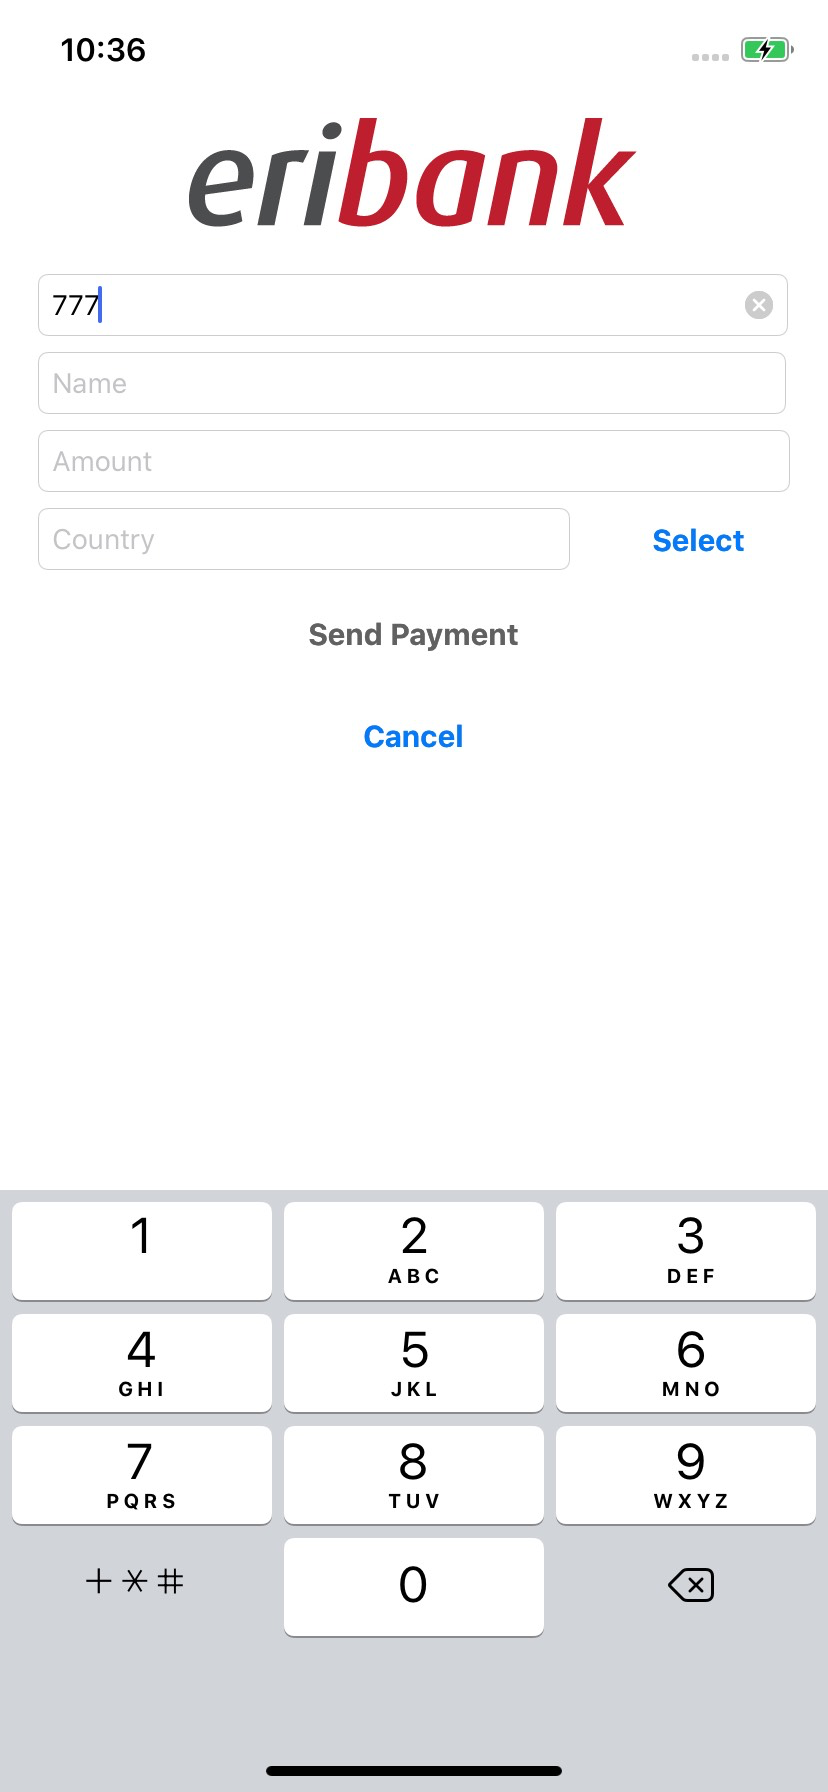 10:36
eribank
777
Name
Amount
Country
Select
Send Payment
Cancel
1
2
ABC
3
DEF
4
GHI
5
JKL
6
MNO
7
PQRS
8
TUV
9
WXYZ
+*#
0